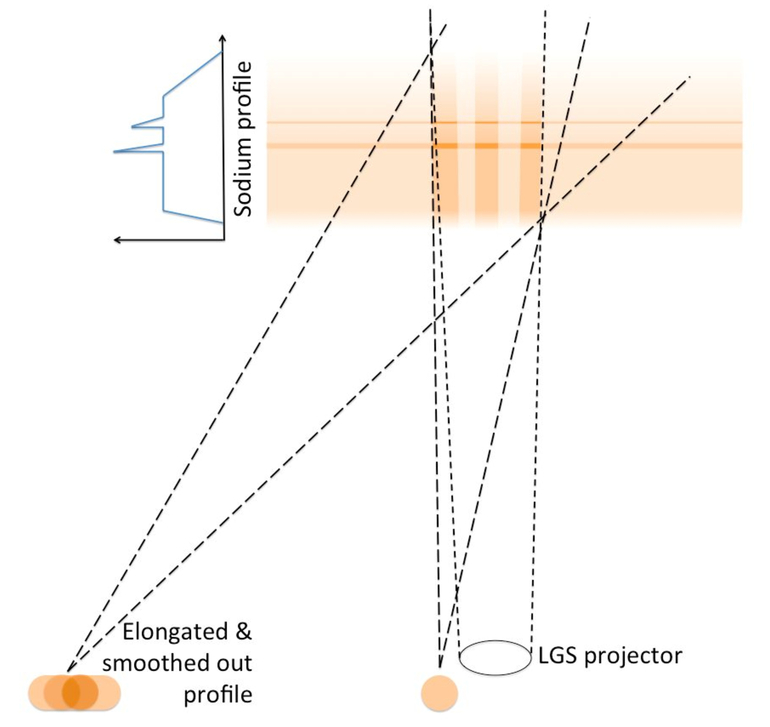 Sodium profile
Elongated &
smoothed out
profile
LGS projector